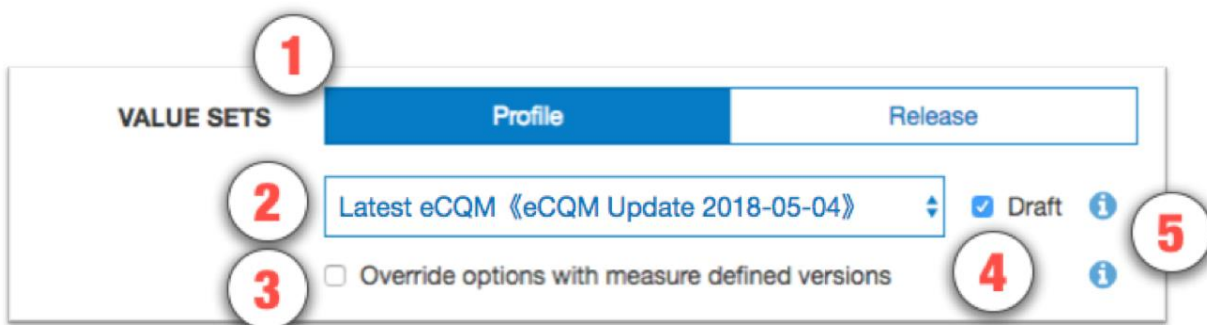 1
VALUE SETS Profile Release
2 Latest eCQM 《eCQM Update 2018-05-04》 Draft 5
3 Override options with measure defined versions 4